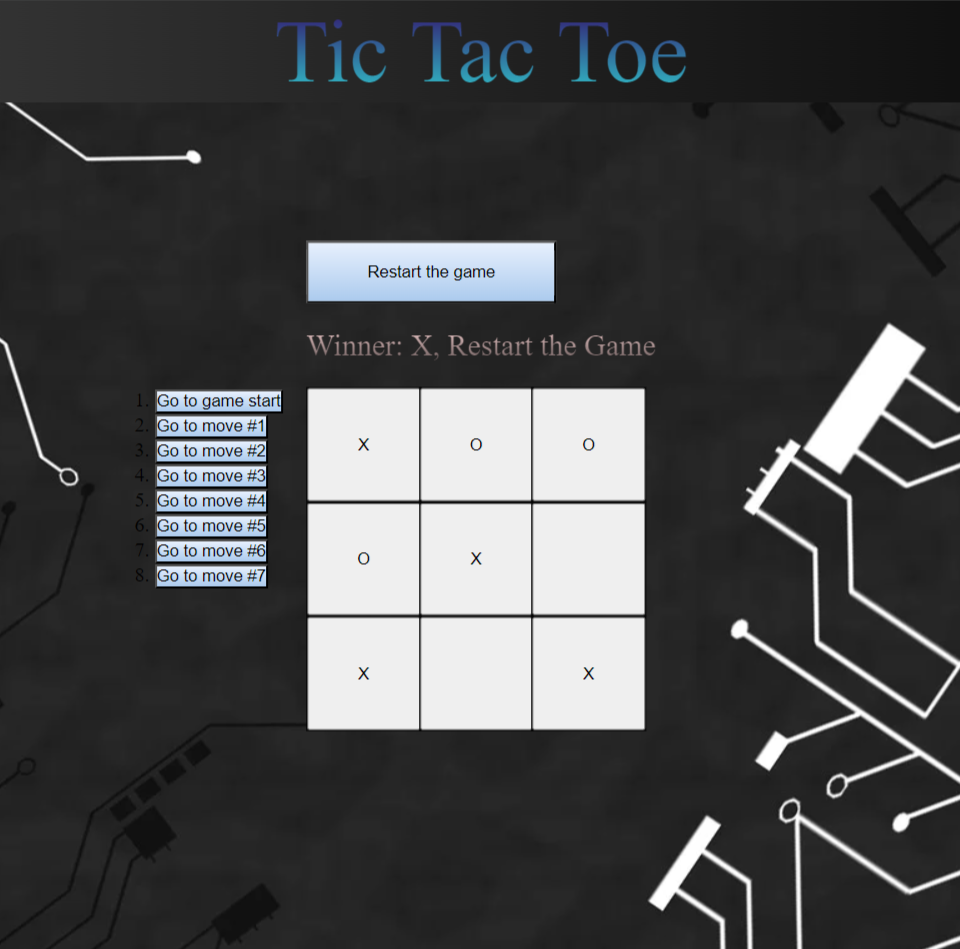 Tic Tac Toe
Restart the game
Winner: X, Restart the Game
1. Go to game start
2. Go to move #1
3. Go to move #2
4. Go to move #3
5. Go to move #4
6. Go to move #5
7. Go to move #6
8. Go to move #7
X O O
O X
X X